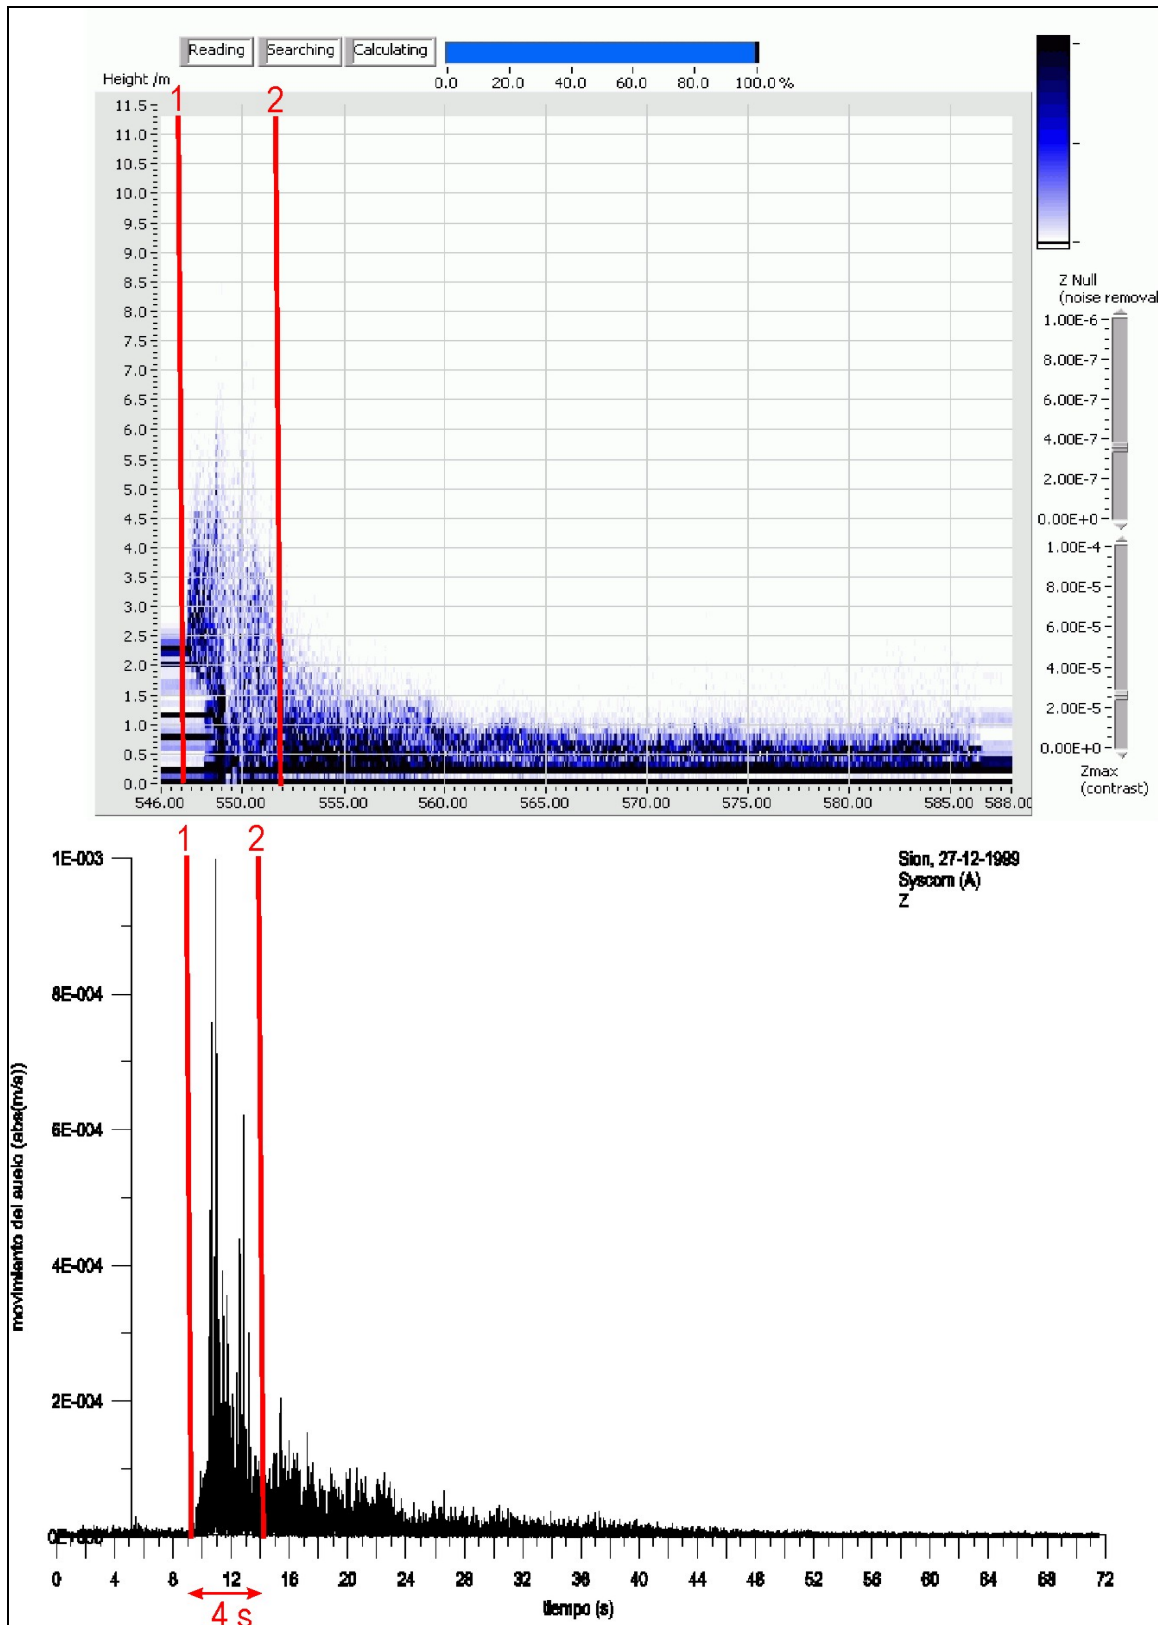 Reading Searching Calculating
0.0 20.0 40.0 60.0 80.0 100.0 %
Height /m
1 2
11.5
11.0
10.5
10.0
9.5
9.0
8.5
8.0
7.5
7.0
6.5
6.0
5.5
5.0
4.5
4.0
3.5
3.0
2.5
2.0
1.5
1.0
0.5
0.0
546.00 550.00 555.00 560.00 565.00 570.00 575.00 580.00 585.00 588.00
Z Null
(noise removal
1.00E-6
8.00E-7
6.00E-7
4.00E-7
2.00E-7
0.00E+0
1.00E-4
8.00E-5
6.00E-5
4.00E-5
2.00E-5
0.00E+0
Zmax
(contrast)
1 2
Sion, 27-12-1999
Syscom (A)
Z
1E-003
8E-004
6E-004
4E-004
2E-004
0E+000
movimiento del suelo (abs(m/s))
0 4 8 12 16 20 24 28 32 36 40 44 48 52 56 60 64 68 72
4 s
tiempo (s)